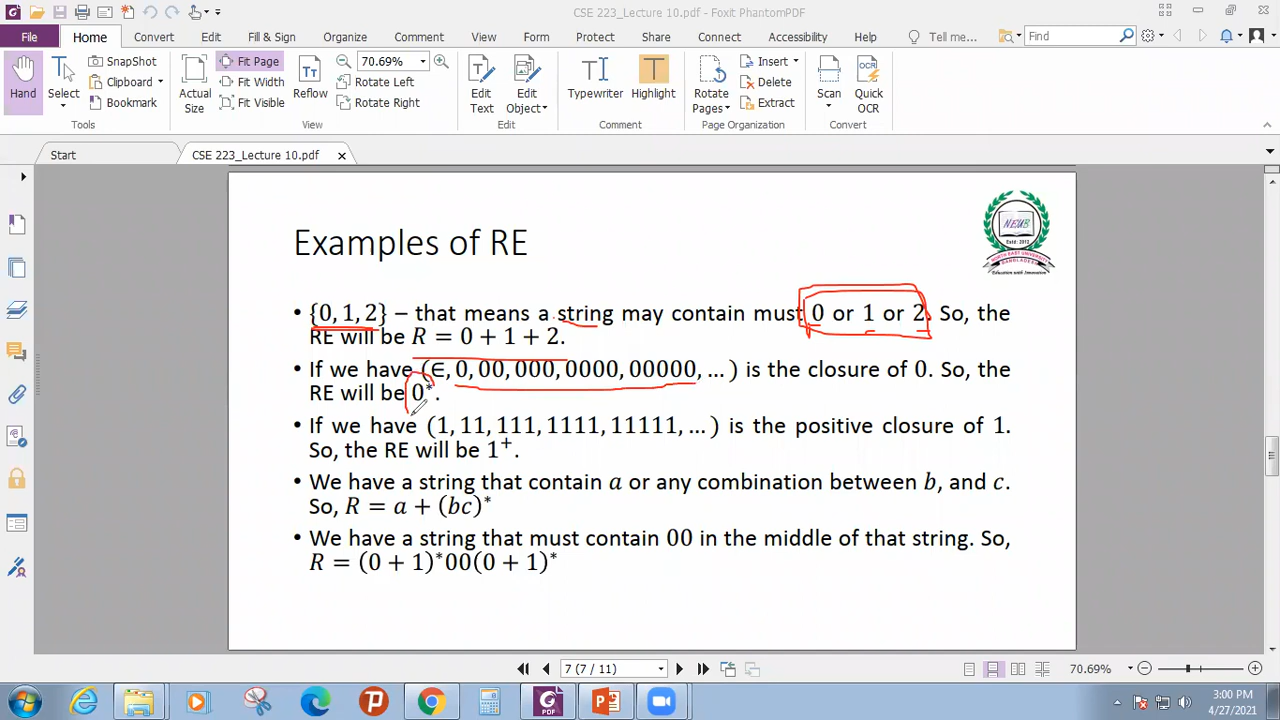 CSE 223_Lecture 10.pdf - Foxit PhantomPDF
File Home Convert Edit Fill & Sign Organize Comment View Form Protect Share Connect Accessibility Help Tell me... Find
Hand
Select
SnapShot
Clipboard
Bookmark
Actual Size
Fit Page
Fit Width
Fit Visible
Reflow
70.69%
Rotate Left
Rotate Right
Edit Text
Edit Object
Typewriter
Highlight
Rotate Pages
Insert
Delete
Extract
Scan
Quick OCR
Tools View Edit Comment Page Organization Convert
Start CSE 223_Lecture 10.pdf
NEUB
Examples of RE
• {0, 1, 2} – that means a string may contain must 0 or 1 or 2. So, the
RE will be R = 0 + 1 + 2.
• If we have (∈, 0, 00, 000, 0000, 00000, … ) is the closure of 0. So, the
RE will be 0*.
• If we have (1, 11, 111, 1111, 11111, … ) is the positive closure of 1.
So, the RE will be 1⁺.
• We have a string that contain a or any combination between b, and c.
So, R = a + (bc)*
• We have a string that must contain 00 in the middle of that string. So,
R = (0 + 1)*00(0 + 1)*
7 (7 / 11) 70.69%
3:00 PM
4/27/2021